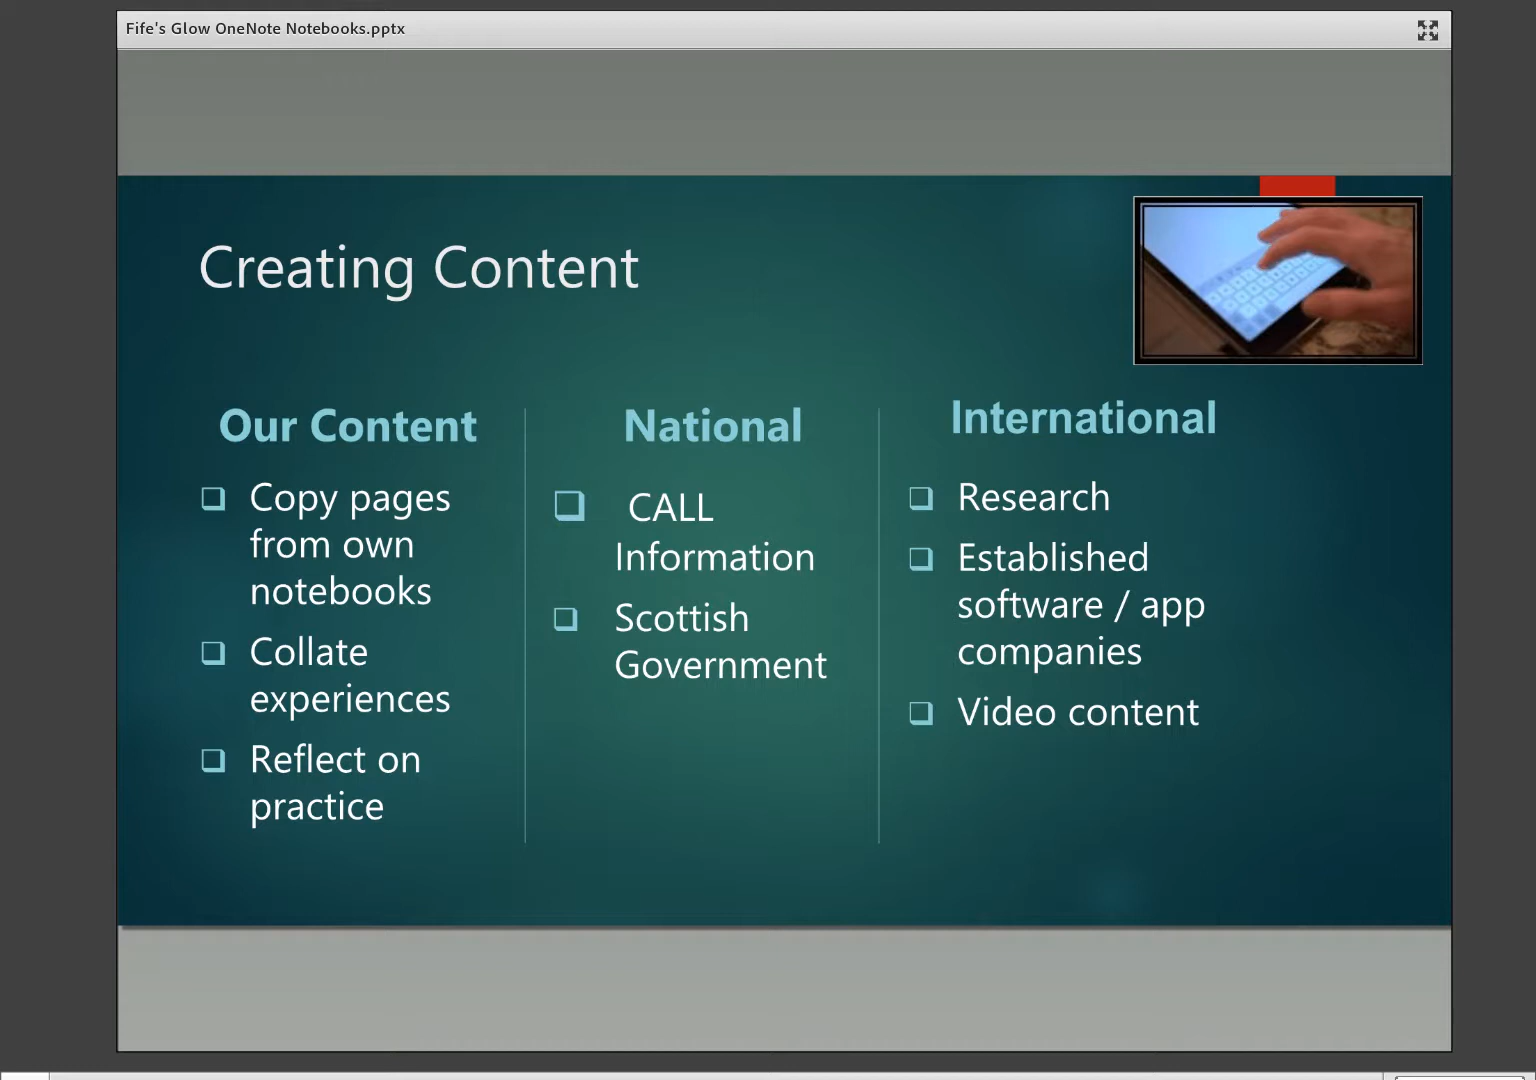 Fife's Glow OneNote Notebooks.pptx
Creating Content
Our Content
Copy pages
from own
notebooks
Collate
experiences
Reflect on
practice
National
CALL
Information
Scottish
Government
International
Research
Established
software / app
companies
Video content